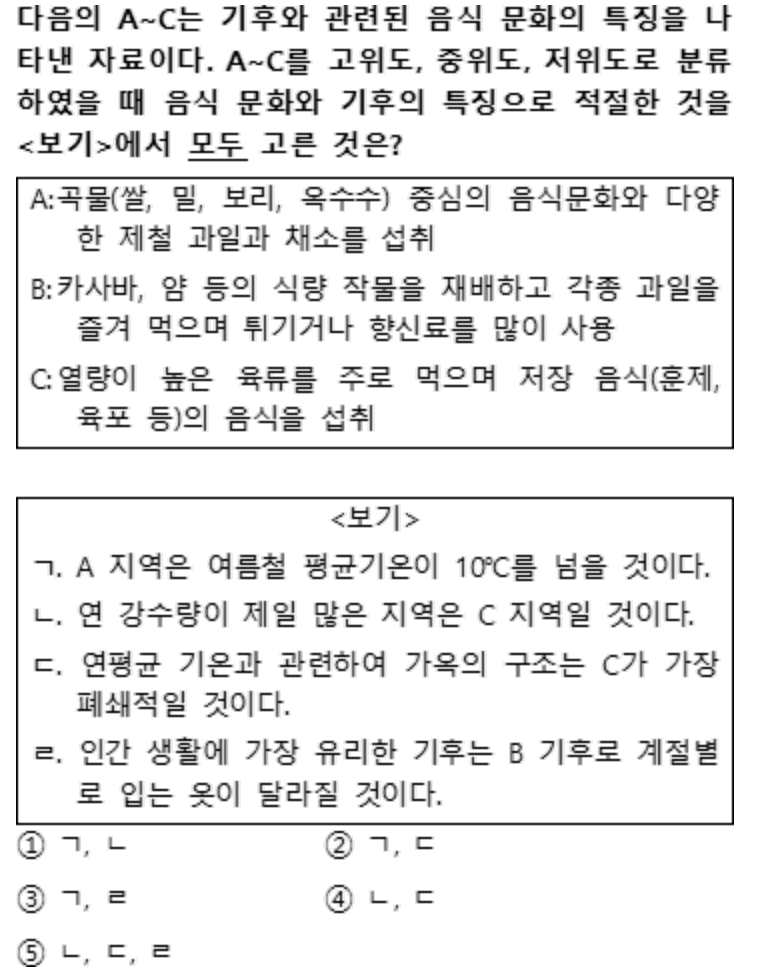 다음의 A~C는 기후와 관련된 음식 문화의 특징을 나
타낸 자료이다. A~C를 고위도, 중위도, 저위도로 분류
하였을 때 음식 문화와 기후의 특징으로 적절한 것을
<보기>에서 모두 고른 것은?
A:곡물(쌀, 밀, 보리, 옥수수) 중심의 음식문화와 다양
한 제철 과일과 채소를 섭취
B:카사바, 얌 등의 식량 작물을 재배하고 각종 과일을
즐겨 먹으며 튀기거나 향신료를 많이 사용
C:열량이 높은 육류를 주로 먹으며 저장 음식(훈제,
육포 등)의 음식을 섭취
<보기>
ㄱ. A 지역은 여름철 평균기온이 10℃를 넘을 것이다.
ㄴ. 연 강수량이 제일 많은 지역은 C 지역일 것이다.
ㄷ. 연평균 기온과 관련하여 가옥의 구조는 C가 가장
폐쇄적일 것이다.
ㄹ. 인간 생활에 가장 유리한 기후는 B 기후로 계절별
로 입는 옷이 달라질 것이다.
① ㄱ, ㄴ ② ㄱ, ㄷ
③ ㄱ, ㄹ ④ ㄴ, ㄷ
⑤ ㄴ, ㄷ, ㄹ